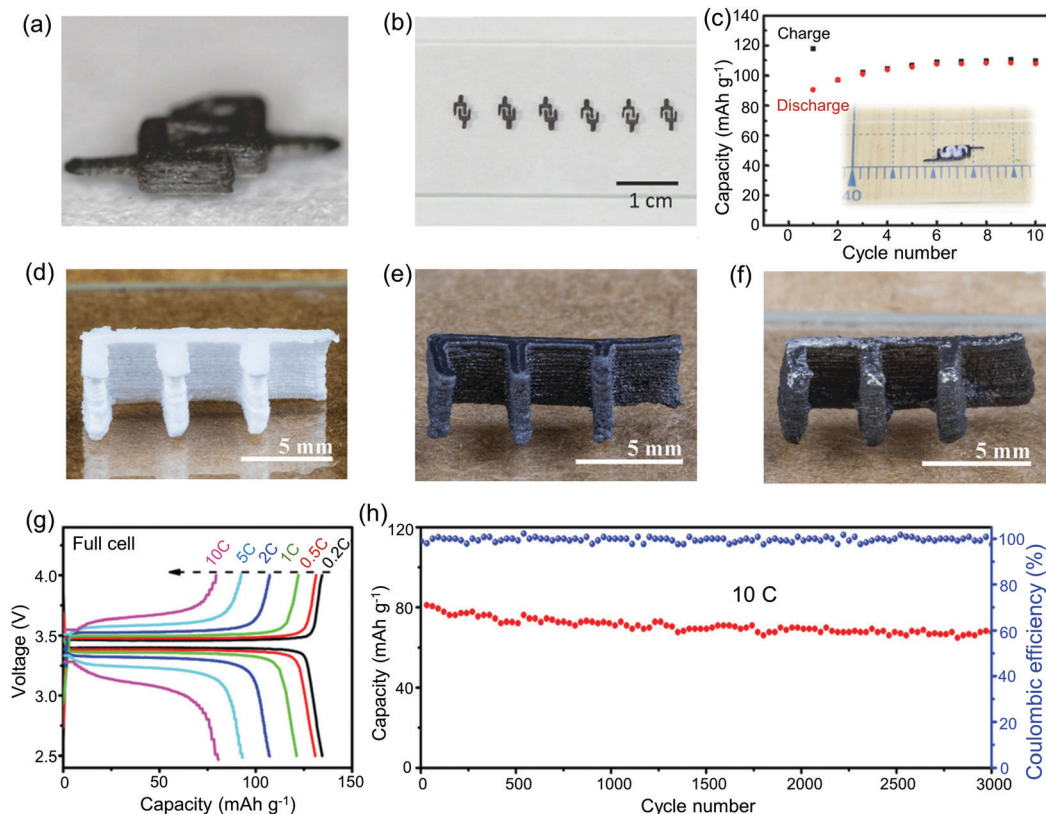 (a)
(b)
1 cm
(c)
Charge
Discharge
Capacity (mAh g⁻¹)
140
120
100
80
60
40
20
0
0 2 4 6 8 10
Cycle number
40
(d)
5 mm
(e)
5 mm
(f)
5 mm
(g)
Full cell
10C 5C 2C 1C 0.5C 0.2C
Voltage (V)
4.0
3.5
3.0
2.5
0 50 100 150
Capacity (mAh g⁻¹)
(h)
10 C
Capacity (mAh g⁻¹)
120
80
40
0
0 500 1000 1500 2000 2500 3000
Cycle number
100
80
60
40
20
0
Coulombic efficiency (%)